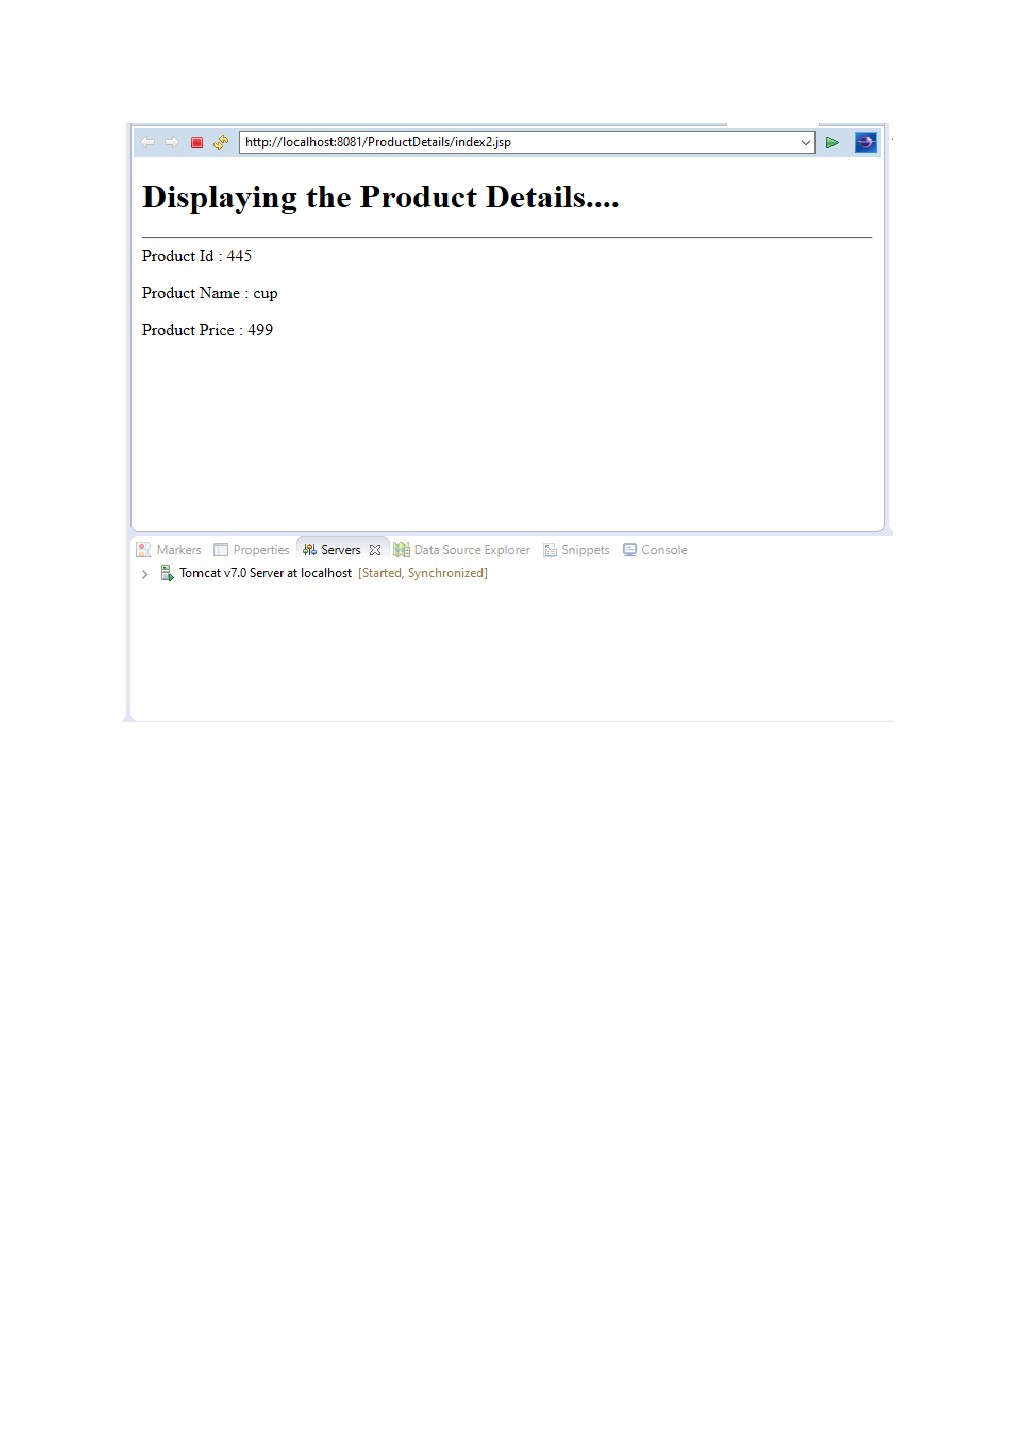 http://localhost:8081/ProductDetails/index2.jsp
Displaying the Product Details....
Product Id : 445
Product Name : cup
Product Price : 499
Markers Properties Servers Data Source Explorer Snippets Console
Tomcat v7.0 Server at localhost [Started, Synchronized]